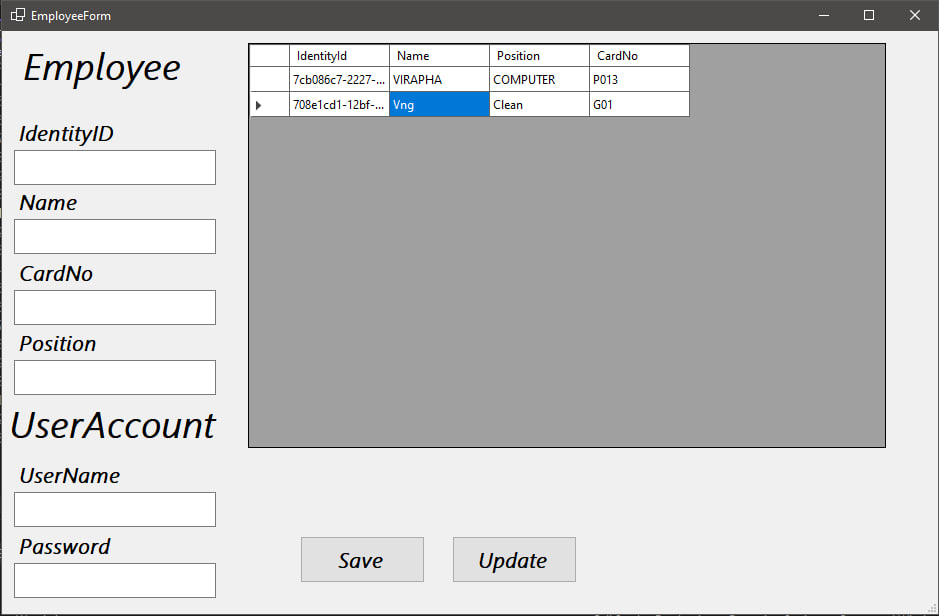 EmployeeForm
Employee
IdentityID
Name
CardNo
Position
UserAccount
UserName
Password
IdentityId Name Position CardNo
7cb086c7-2227-... VIRAPHA COMPUTER P013
708e1cd1-12bf-... Vng Clean G01
Save Update